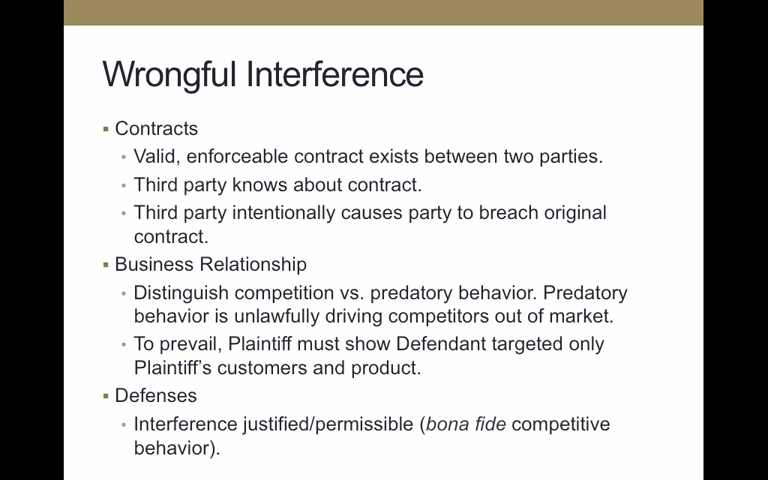 Wrongful Interference
▪ Contracts
• Valid, enforceable contract exists between two parties.
• Third party knows about contract.
• Third party intentionally causes party to breach original
contract.
▪ Business Relationship
• Distinguish competition vs. predatory behavior. Predatory
behavior is unlawfully driving competitors out of market.
• To prevail, Plaintiff must show Defendant targeted only
Plaintiff’s customers and product.
▪ Defenses
• Interference justified/permissible (bona fide competitive
behavior).